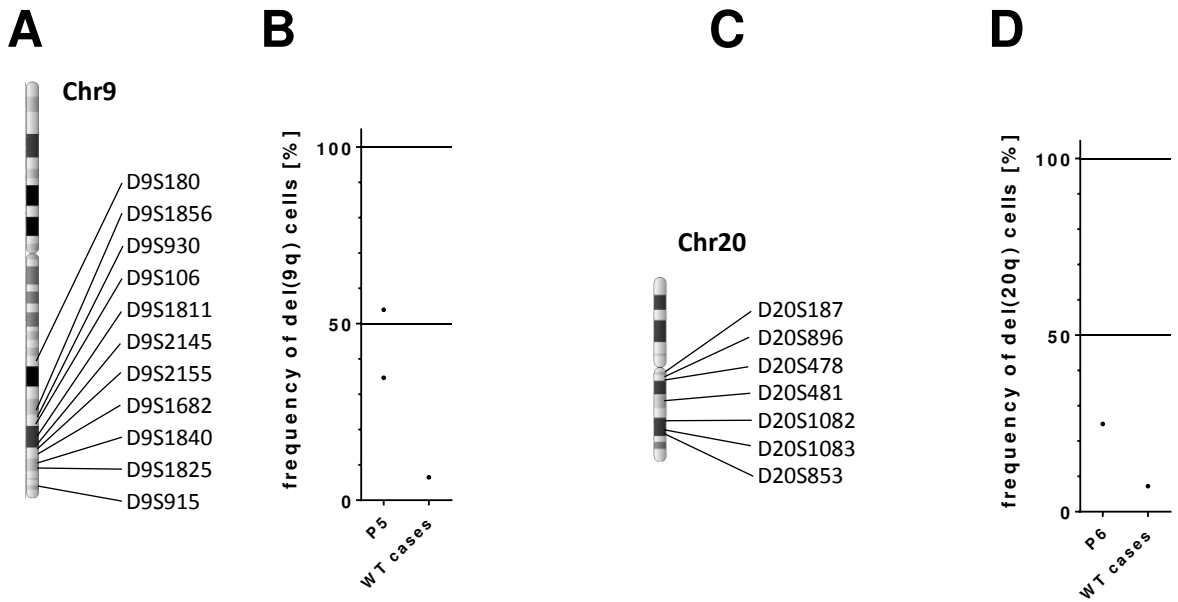 A
B
C
D
Chr9
D9S180
D9S1856
D9S930
D9S106
D9S1811
D9S2145
D9S2155
D9S1682
D9S1840
D9S1825
D9S915
frequency of del(9q) cells [%]
100
50
0
P5
WT cases
Chr20
D20S187
D20S896
D20S478
D20S481
D20S1082
D20S1083
D20S853
frequency of del(20q) cells [%]
100
50
0
P6
WT cases